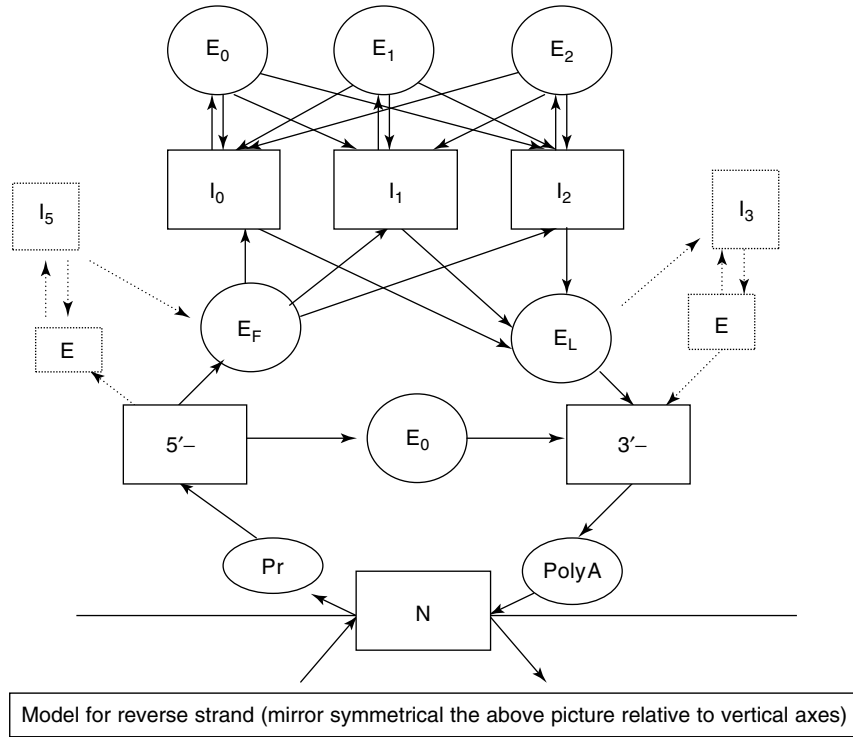 E0 E1 E2
I0 I1 I2
I5 I3
EF EL
E E
5′– E0 3′–
Pr PolyA
N
Model for reverse strand (mirror symmetrical the above picture relative to vertical axes)